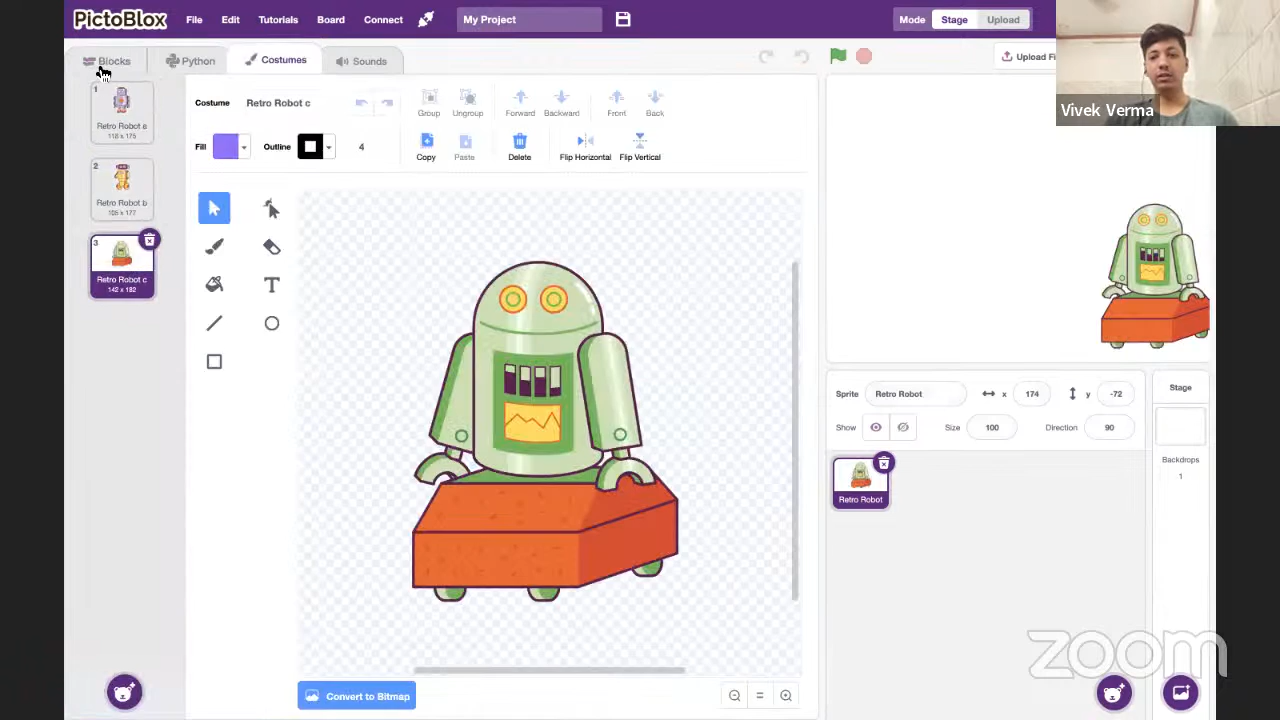 PictoBlox File Edit Tutorials Board Connect My Project Mode Stage Upload
Blocks Python Costumes Sounds Upload Fi
Vivek Verma
1
Retro Robot a
118 x 175
2
Retro Robot b
105 x 177
3
Retro Robot c
142 x 182
Costume Retro Robot c Group Ungroup Forward Backward Front Back
Fill Outline 4 Copy Paste Delete Flip Horizontal Flip Vertical
T
Convert to Bitmap
Sprite Retro Robot x 174 y -72
Show Size 100 Direction 90
Retro Robot
Stage
Backdrops
1
zoom